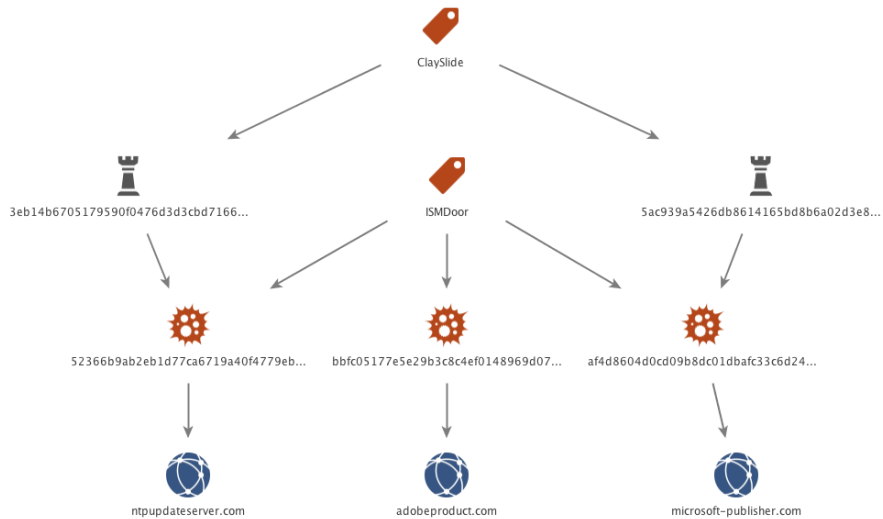 ClaySlide
3eb14b6705179590f0476d3d3cbd7166...
ISMDoor
5ac939a5426db8614165bd8b6a02d3e8...
52366b9ab2eb1d77ca6719a40f4779eb...
bbfc05177e5e29b3c8c4ef0148969d07...
af4d8604d0cd09b8dc01dbafc33c6d24...
ntpupdateserver.com
adobeproduct.com
microsoft-publisher.com